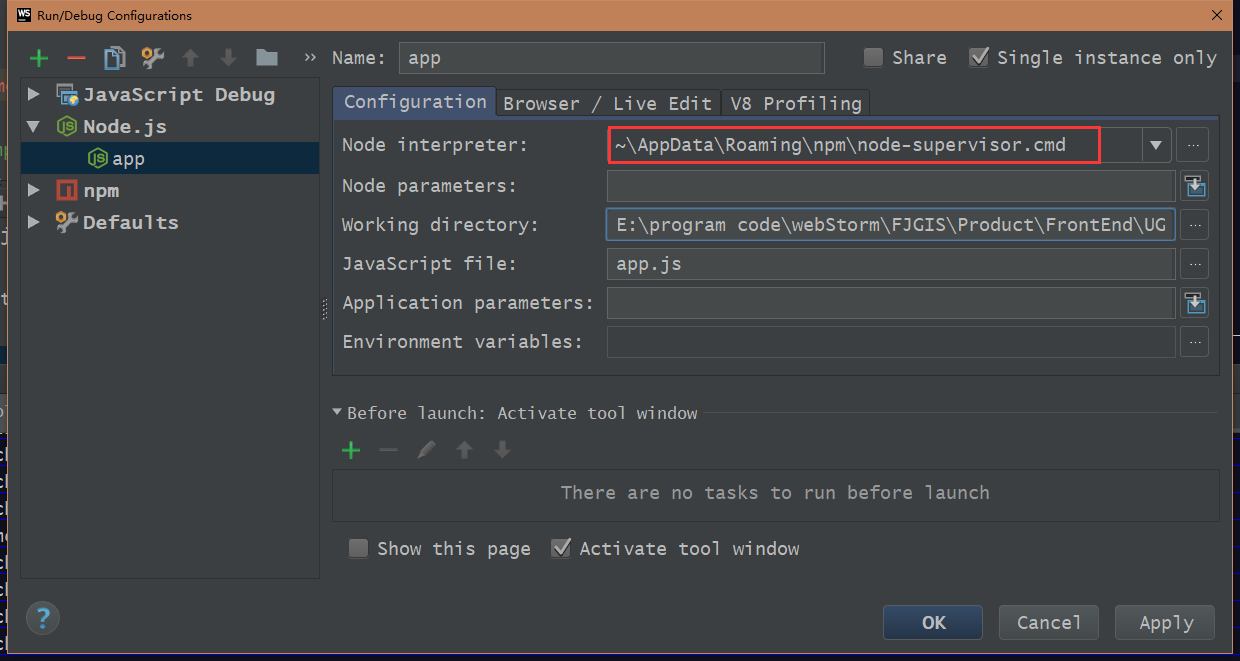 WS Run/Debug Configurations
Name: app Share Single instance only
JavaScript Debug
Node.js
app
npm
Defaults
Configuration Browser / Live Edit V8 Profiling
Node interpreter: ~\AppData\Roaming\npm\node-supervisor.cmd
Node parameters:
Working directory: E:\program code\webStorm\FJGIS\Product\FrontEnd\UG
JavaScript file: app.js
Application parameters:
Environment variables:
Before launch: Activate tool window
There are no tasks to run before launch
Show this page Activate tool window
? OK Cancel Apply